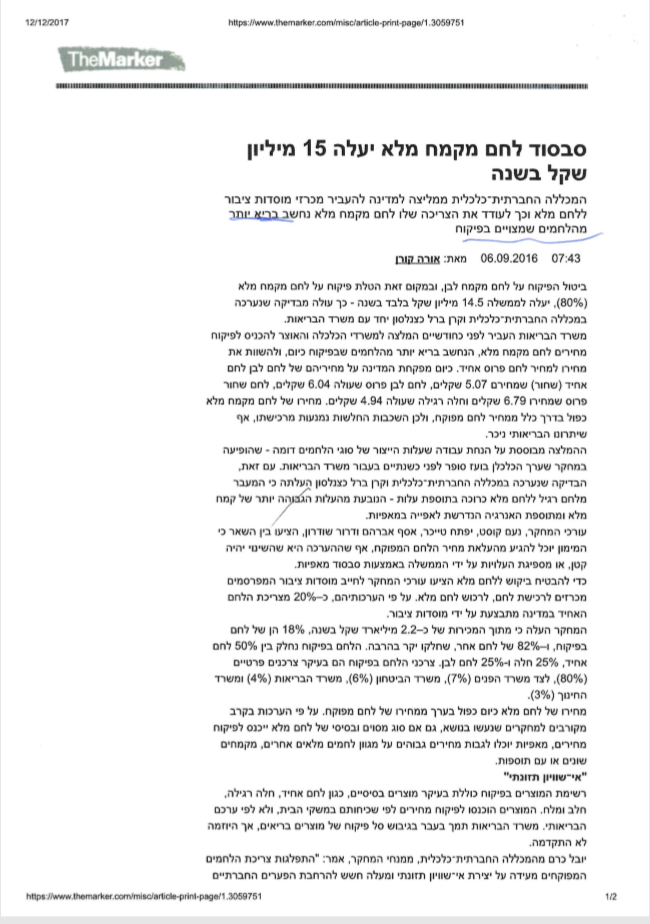 12/12/2017 https://www.themarker.com/misc/article-print-page/1.3059751
TheMarker
סבסוד לחם מקמח מלא יעלה 15 מיליון
שקל בשנה
המכללה החברתית־כלכלית ממליצה למדינה להעביר מכרזי מוסדות ציבור
ללחם מלא וכך לעודד את הצריכה שלו לחם מקמח מלא נחשב בריא יותר
מהלחמים שמצויים בפיקוח
07:43 06.09.2016 מאת: אורה קורן
ביטול הפיקוח על לחם מקמח לבן, ובמקום זאת הטלת פיקוח על לחם מקמח מלא
(80%), יעלה לממשלה 14.5 מיליון שקל בלבד בשנה - כך עולה מבדיקה שנערכה
במכללה החברתית־כלכלית וקרן ברל כצנלסון יחד עם משרד הבריאות.
משרד הבריאות העביר לפני כחודשיים המלצה למשרדי הכלכלה והאוצר להכניס לפיקוח
מחירים לחם מקמח מלא, הנחשב בריא יותר מהלחמים שבפיקוח כיום, ולהשוות את
מחירו למחיר לחם פרוס אחיד. כיום מפקחת המדינה על מחיריהם של לחם לבן לחם
אחיד (שחור) שמחירם 5.07 שקלים, לחם לבן פרוס שעולה 6.04 שקלים, לחם שחור
פרוס שמחירו 6.79 שקלים וחלה רגילה שעולה 4.94 שקלים. מחירו של לחם מקמח מלא
כפול בדרך כלל ממחיר לחם מפוקח, ולכן השכבות החלשות נמנעות מרכישתו, אף
שיתרונו הבריאותי ניכר.
ההמלצה מבוססת על הנחת עבודה שעלות הייצור של סוגי הלחמים דומה - שהופיעה
במחקר שערך הכלכלן בועז סופר לפני כשנתיים בעבור משרד הבריאות. עם זאת,
הבדיקה שנערכה במכללה החברתית־כלכלית וקרן ברל כצנלסון העלתה כי המעבר
מלחם רגיל ללחם מלא כרוכה בתוספת עלות - הנובעת מהעלות הגבוהה יותר של קמח
מלא ומתוספת האנרגיה הנדרשת לאפייה במאפיות.
עורכי המחקר, נעם קוסט, יפתח טייכר, אסף אברהם ודרור שודרון, הציעו בין השאר כי
המימון יוכל להגיע מהעלאת מחיר הלחם המפוקח, אף שההערכה היא שהשינוי יהיה
קטן, או מספיגת העלויות על ידי הממשלה באמצעות סבסוד מאפיות.
כדי להבטיח ביקוש ללחם מלא הציעו עורכי המחקר לחייב מוסדות ציבור המפרסמים
מכרזים לרכישת לחם, לרכוש לחם מלא. על פי הערכותיהם, כ–20% מצריכת הלחם
האחיד במדינה מתבצעת על ידי מוסדות ציבור.
המחקר העלה כי מתוך המכירות של כ–2.2 מיליארד שקל בשנה, 18% הן של לחם
בפיקוח, ו–82% של לחם אחר, שחלקו יקר בהרבה. הלחם בפיקוח נחלק בין 50% לחם
אחיד, 25% חלה ו-25% לחם לבן. צרכני הלחם בפיקוח הם בעיקר צרכנים פרטיים
(80%), לצד משרד הפנים (7%), משרד הביטחון (6%), משרד הבריאות (4%) ומשרד
החינוך (3%).
מחירו של לחם מלא כיום כפול בערך ממחירו של לחם מפוקח. על פי הערכות בקרב
מקורבים למחקרים שנעשו בנושא, גם אם סוג מסוים ובסיסי של לחם מלא ייכנס לפיקוח
מחירים, מאפיות יוכלו לגבות מחירים גבוהים על מגוון לחמים מלאים אחרים, מקמחים
שונים או עם תוספות.
"אי־שוויון תזונתי"
רשימת המוצרים בפיקוח כוללת בעיקר מוצרים בסיסיים, כגון לחם אחיד, חלה רגילה,
חלב ומלח. המוצרים הוכנסו לפיקוח מחירים לפי שכיחותם במשקי הבית, ולא לפי ערכם
הבריאותי. משרד הבריאות תמך בעבר בגיבוש סל פיקוח של מוצרים בריאים, אך היוזמה
לא התקדמה.
יובל כרם מהמכללה החברתית־כלכלית, ממנחי המחקר, אמר: "התפלגות צריכת הלחמים
המפוקחים מעידה על יצירת אי־שוויון תזונתי ומעלה חשש להרחבת הפערים החברתיים
https://www.themarker.com/misc/article-print-page/1.3059751 1/2